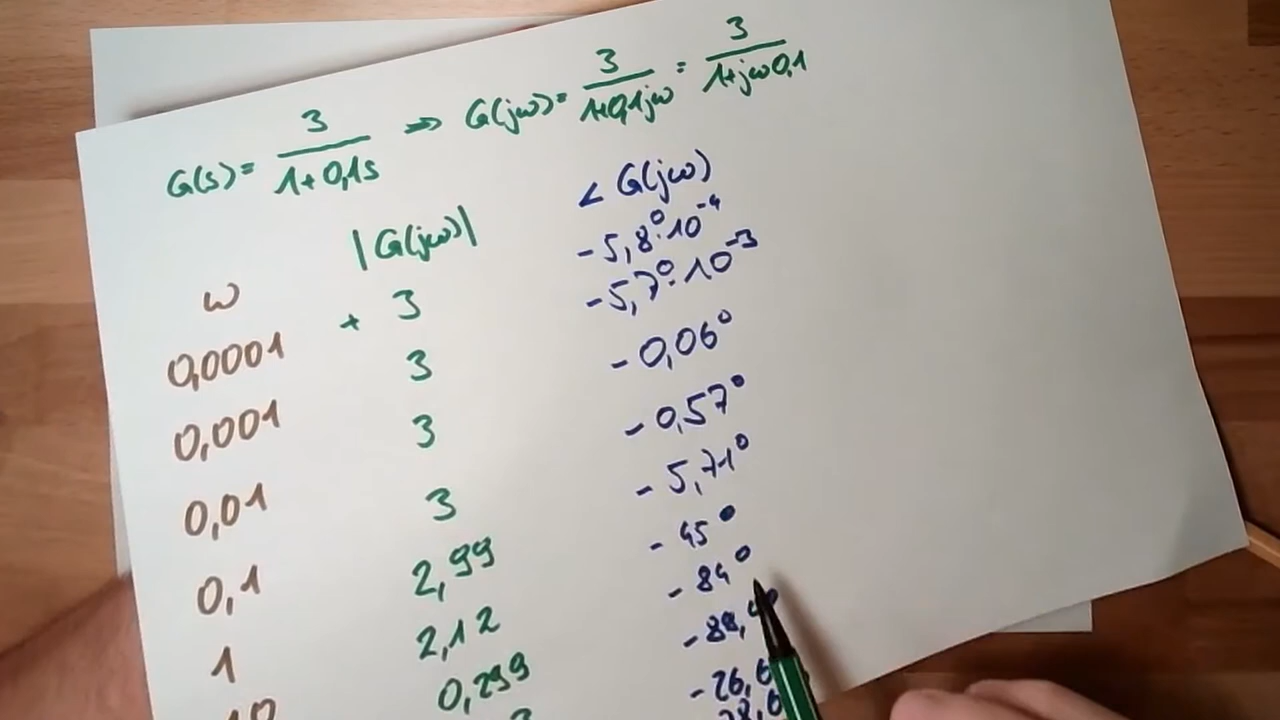 G(s) = 3 / (1+0,1s) => G(jω) = 3 / (1+0,1jω) = 3 / (1+jω0,1)
ω |G(jω)| ∠ G(jω)
0,0001 3 -5,8°·10⁻⁴
0,001 3 -5,7°·10⁻³
0,01 3 -0,06°
0,1 3 -0,57°
1 2,99 -5,71°
10 2,12 -45°
0,299 -84°